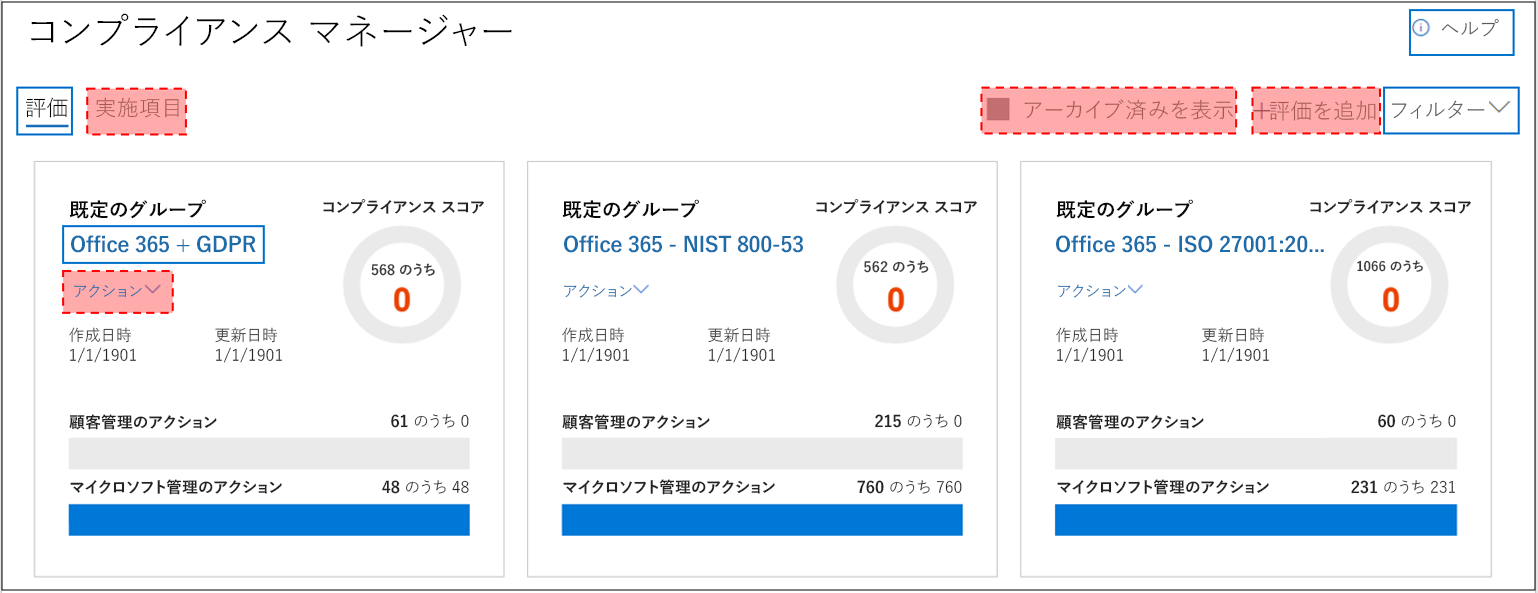 コンプライアンス マネージャー
ヘルプ
評価 実施項目 アーカイブ済みを表示 +評価を追加 フィルター
既定のグループ コンプライアンス スコア
Office 365 + GDPR
568 のうち
0
アクション
作成日時 更新日時
1/1/1901 1/1/1901
顧客管理のアクション 61 のうち 0
マイクロソフト管理のアクション 48 のうち 48
既定のグループ コンプライアンス スコア
Office 365 - NIST 800-53
562 のうち
0
アクション
作成日時 更新日時
1/1/1901 1/1/1901
顧客管理のアクション 215 のうち 0
マイクロソフト管理のアクション 760 のうち 760
既定のグループ コンプライアンス スコア
Office 365 - ISO 27001:20...
1066 のうち
0
アクション
作成日時 更新日時
1/1/1901 1/1/1901
顧客管理のアクション 60 のうち 0
マイクロソフト管理のアクション 231 のうち 231